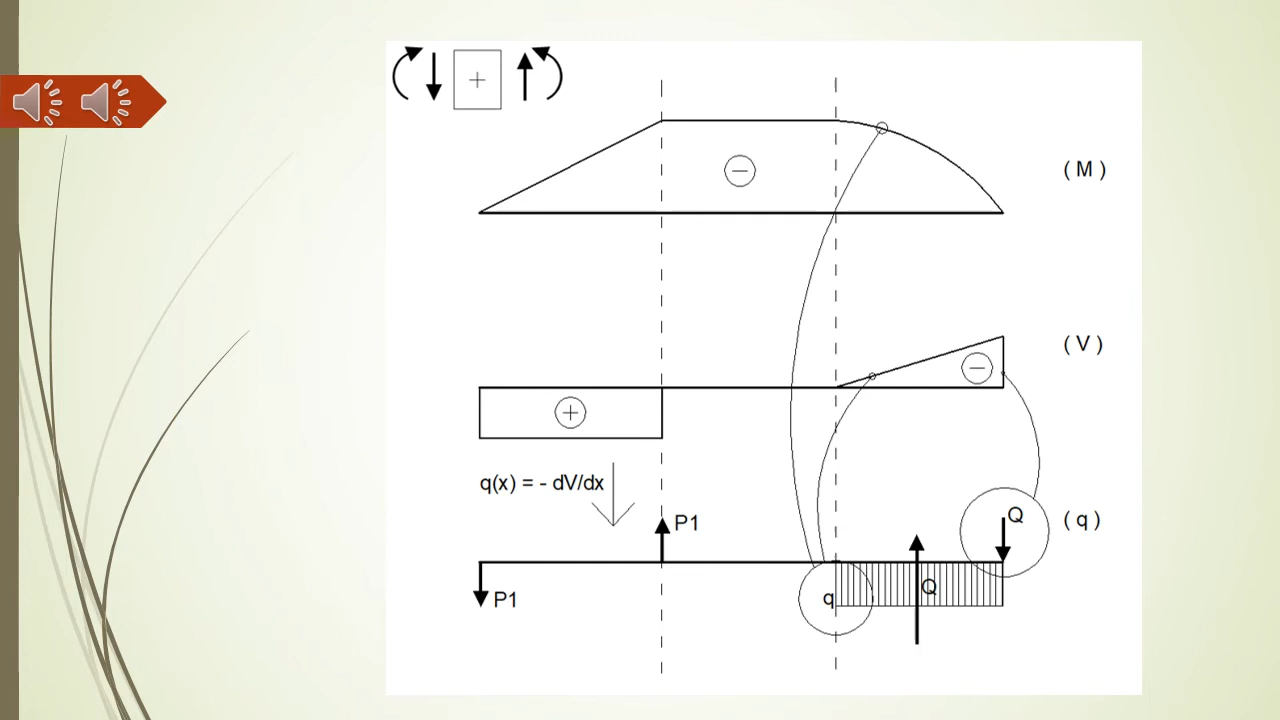 +
( M )
−
( V )
−
+
q(x) = - dV/dx
P1
Q
( q )
P1
q
Q